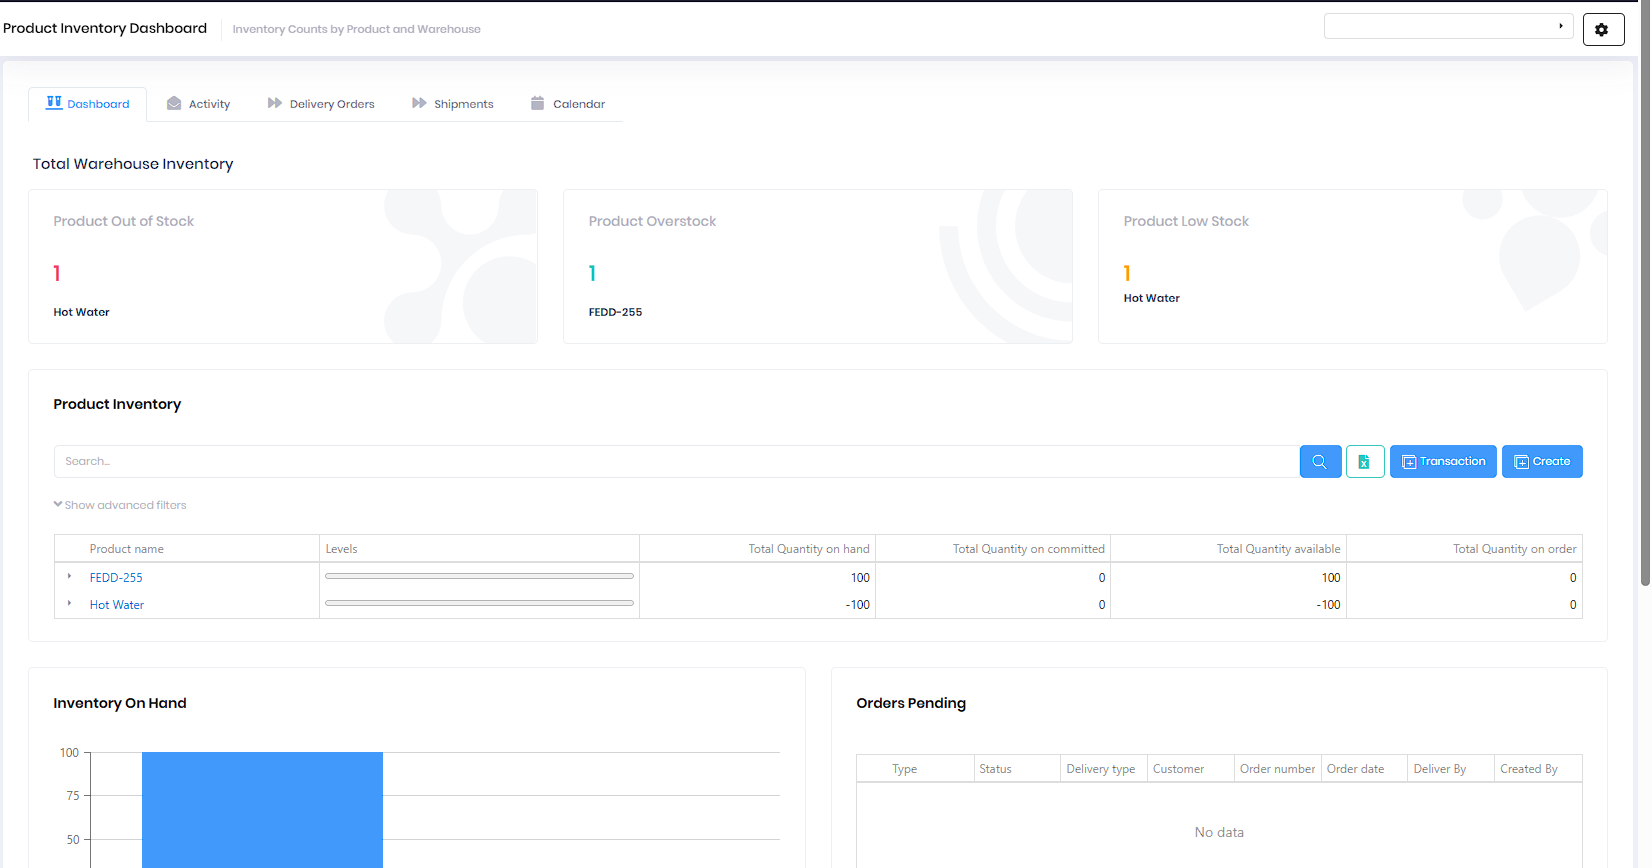 Product Inventory Dashboard Inventory Counts by Product and Warehouse
Dashboard Activity Delivery Orders Shipments Calendar
Total Warehouse Inventory
Product Out of Stock Product Overstock Product Low Stock
1 1 1
Hot Water FEDD-255 Hot Water
Product Inventory
Search... Transaction Create
Show advanced filters
Product name Levels Total Quantity on hand Total Quantity on committed Total Quantity available Total Quantity on order
FEDD-255 100 0 100 0
Hot Water -100 0 -100 0
Inventory On Hand Orders Pending
100
75
50
Type Status Delivery type Customer Order number Order date Deliver By Created By
No data